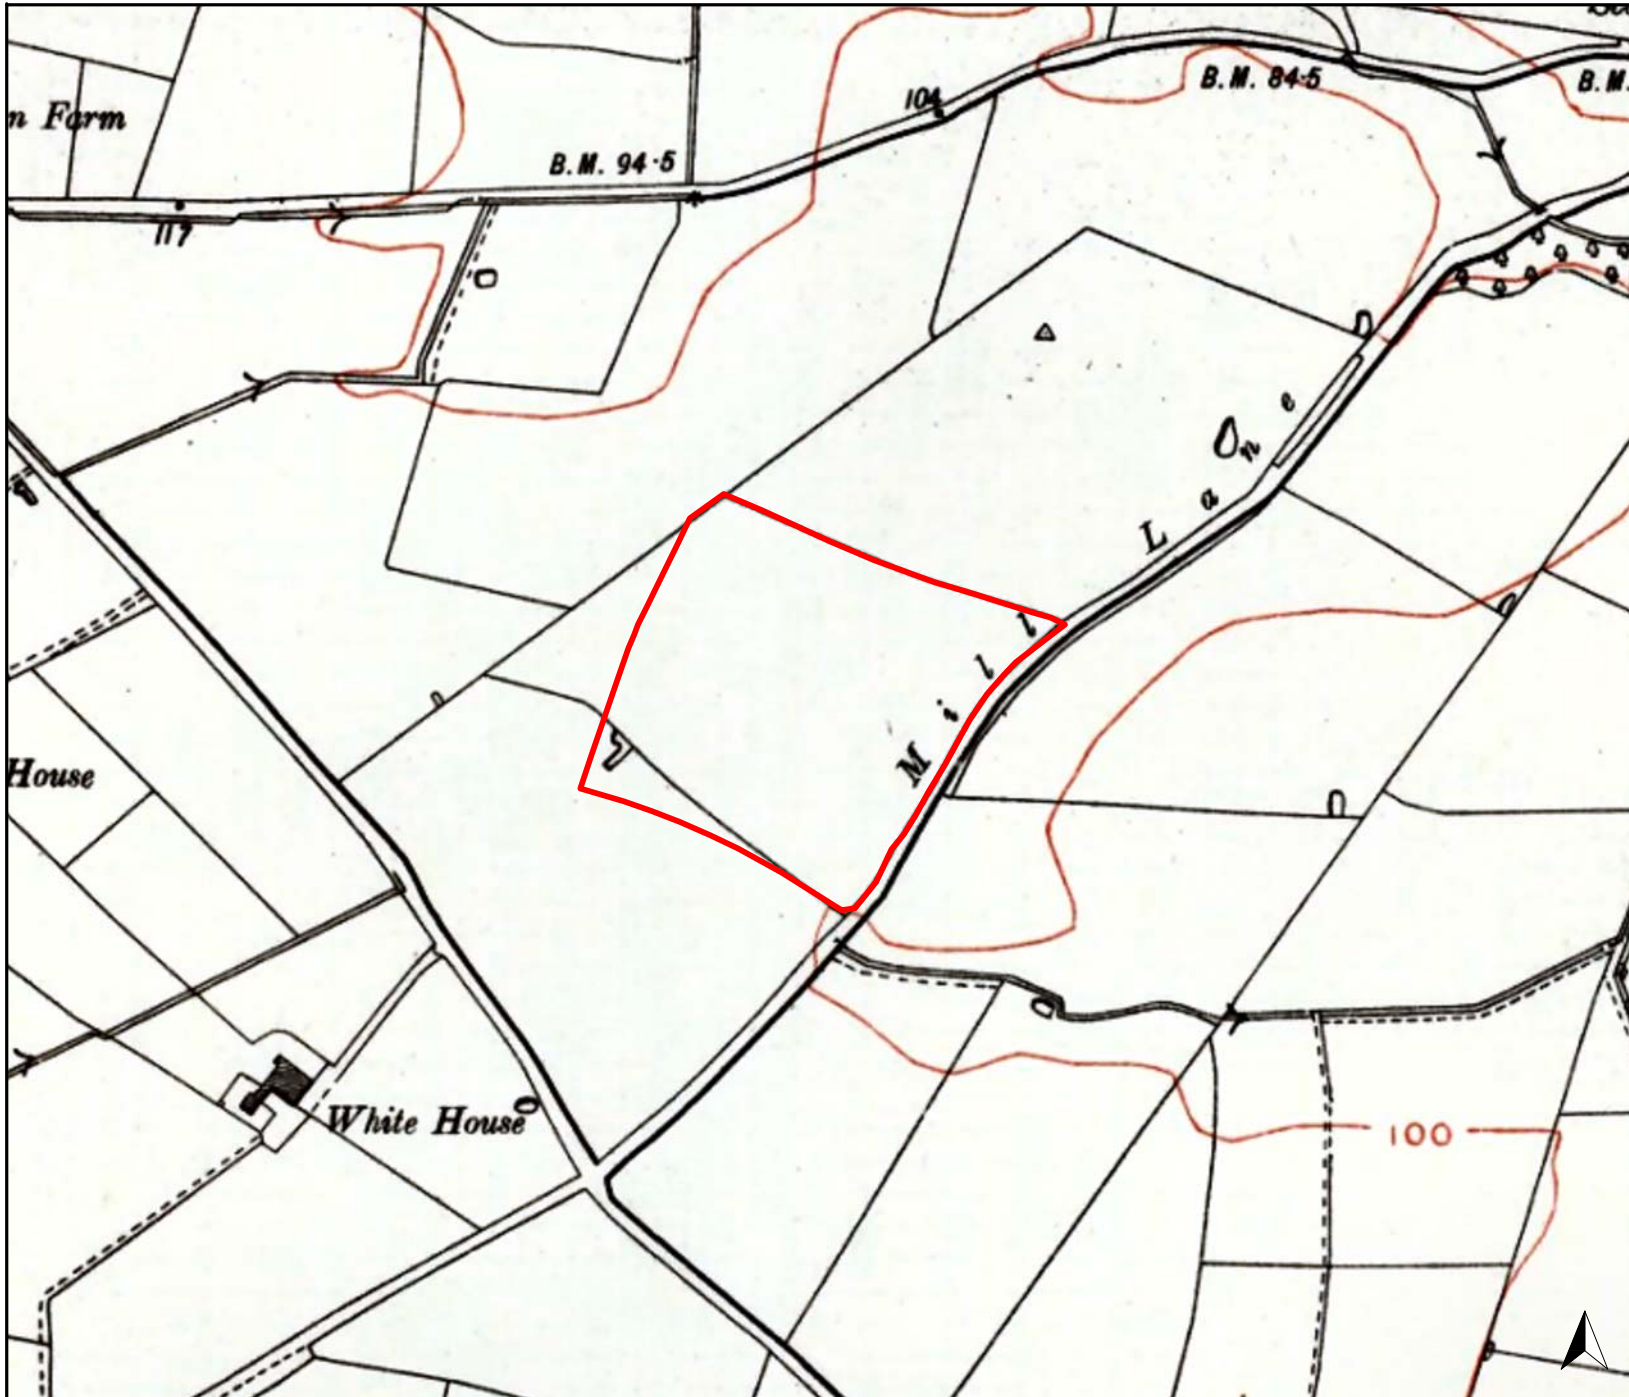 n Farm
B.M. 94·5
104
B.M. 84·5
B.M.
117
Mill Lane
House
White House
100